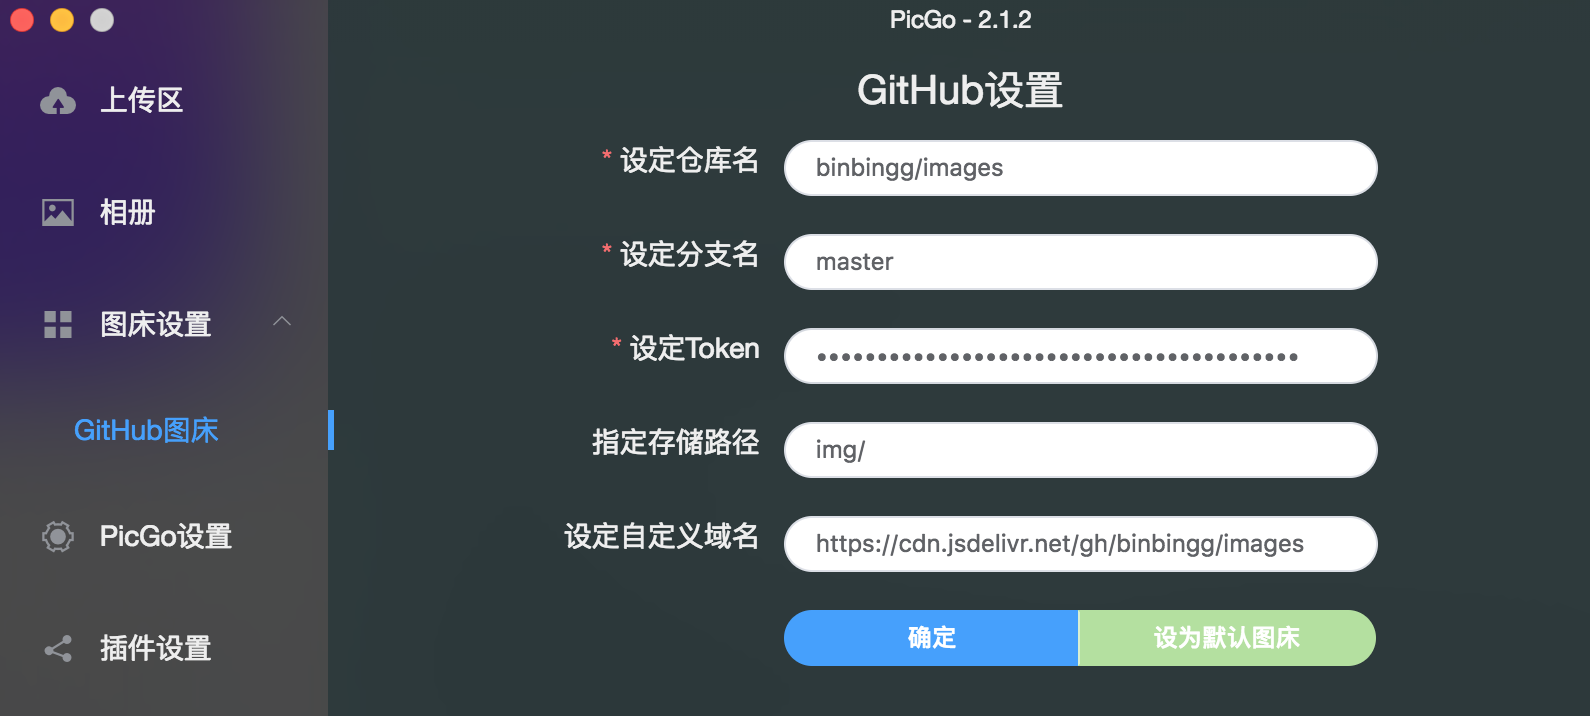 PicGo - 2.1.2
上传区
相册
图床设置
GitHub图床
PicGo设置
插件设置
GitHub设置
* 设定仓库名
binbingg/images
* 设定分支名
master
* 设定Token
••••••••••••••••••••••••••••••••••••••••
指定存储路径
img/
设定自定义域名
https://cdn.jsdelivr.net/gh/binbingg/images
确定
设为默认图床